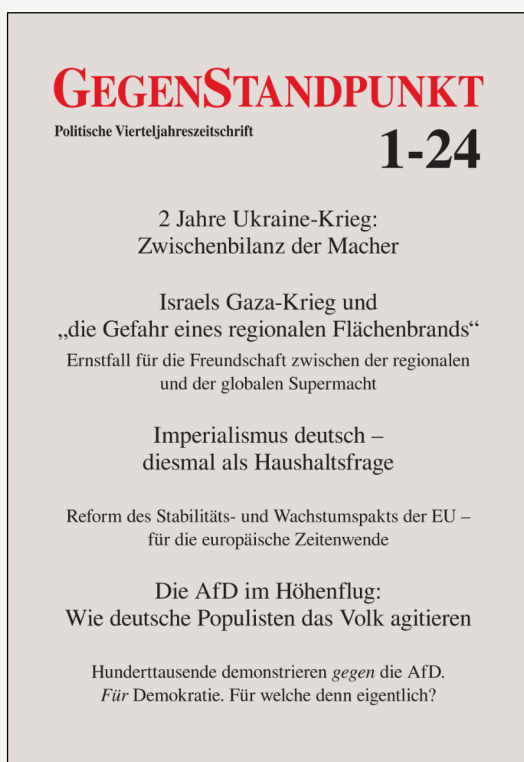 GEGENSTANDPUNKT
Politische Vierteljahreszeitschrift
1-24
2 Jahre Ukraine-Krieg:
Zwischenbilanz der Macher
Israels Gaza-Krieg und
„die Gefahr eines regionalen Flächenbrands“
Ernstfall für die Freundschaft zwischen der regionalen
und der globalen Supermacht
Imperialismus deutsch –
diesmal als Haushaltsfrage
Reform des Stabilitäts- und Wachstumspakts der EU –
für die europäische Zeitenwende
Die AfD im Höhenflug:
Wie deutsche Populisten das Volk agitieren
Hunderttausende demonstrieren gegen die AfD.
Für Demokratie. Für welche denn eigentlich?